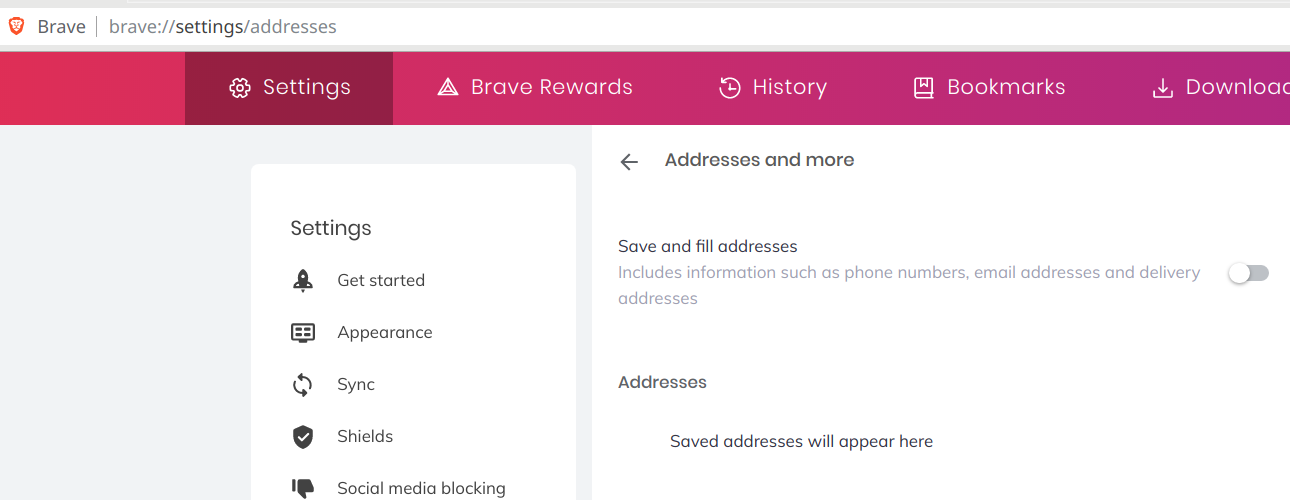 Brave brave://settings/addresses
Settings Brave Rewards History Bookmarks
Addresses and more
Settings
Get started
Appearance
Sync
Shields
Social media blocking
Save and fill addresses
Includes information such as phone numbers, email addresses and delivery
addresses
Addresses
Saved addresses will appear here